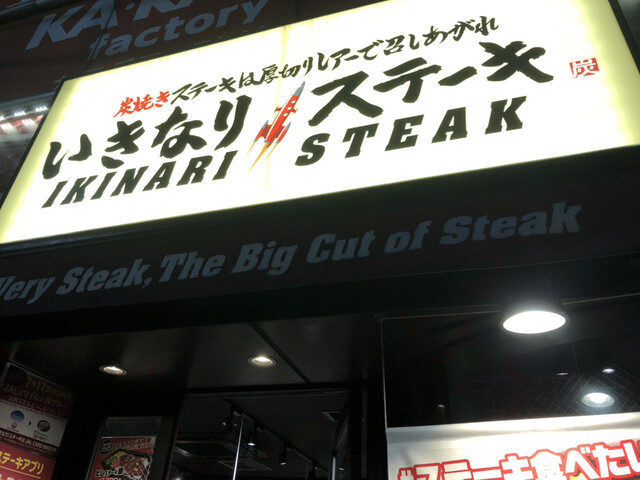 factory
炭焼きステーキは厚切りレアーで召しあがれ
いきなりステーキ 炭
IKINARI STEAK
Very Steak, The Big Cut of Steak
ステーキアプリ
#ステーキ食べたい